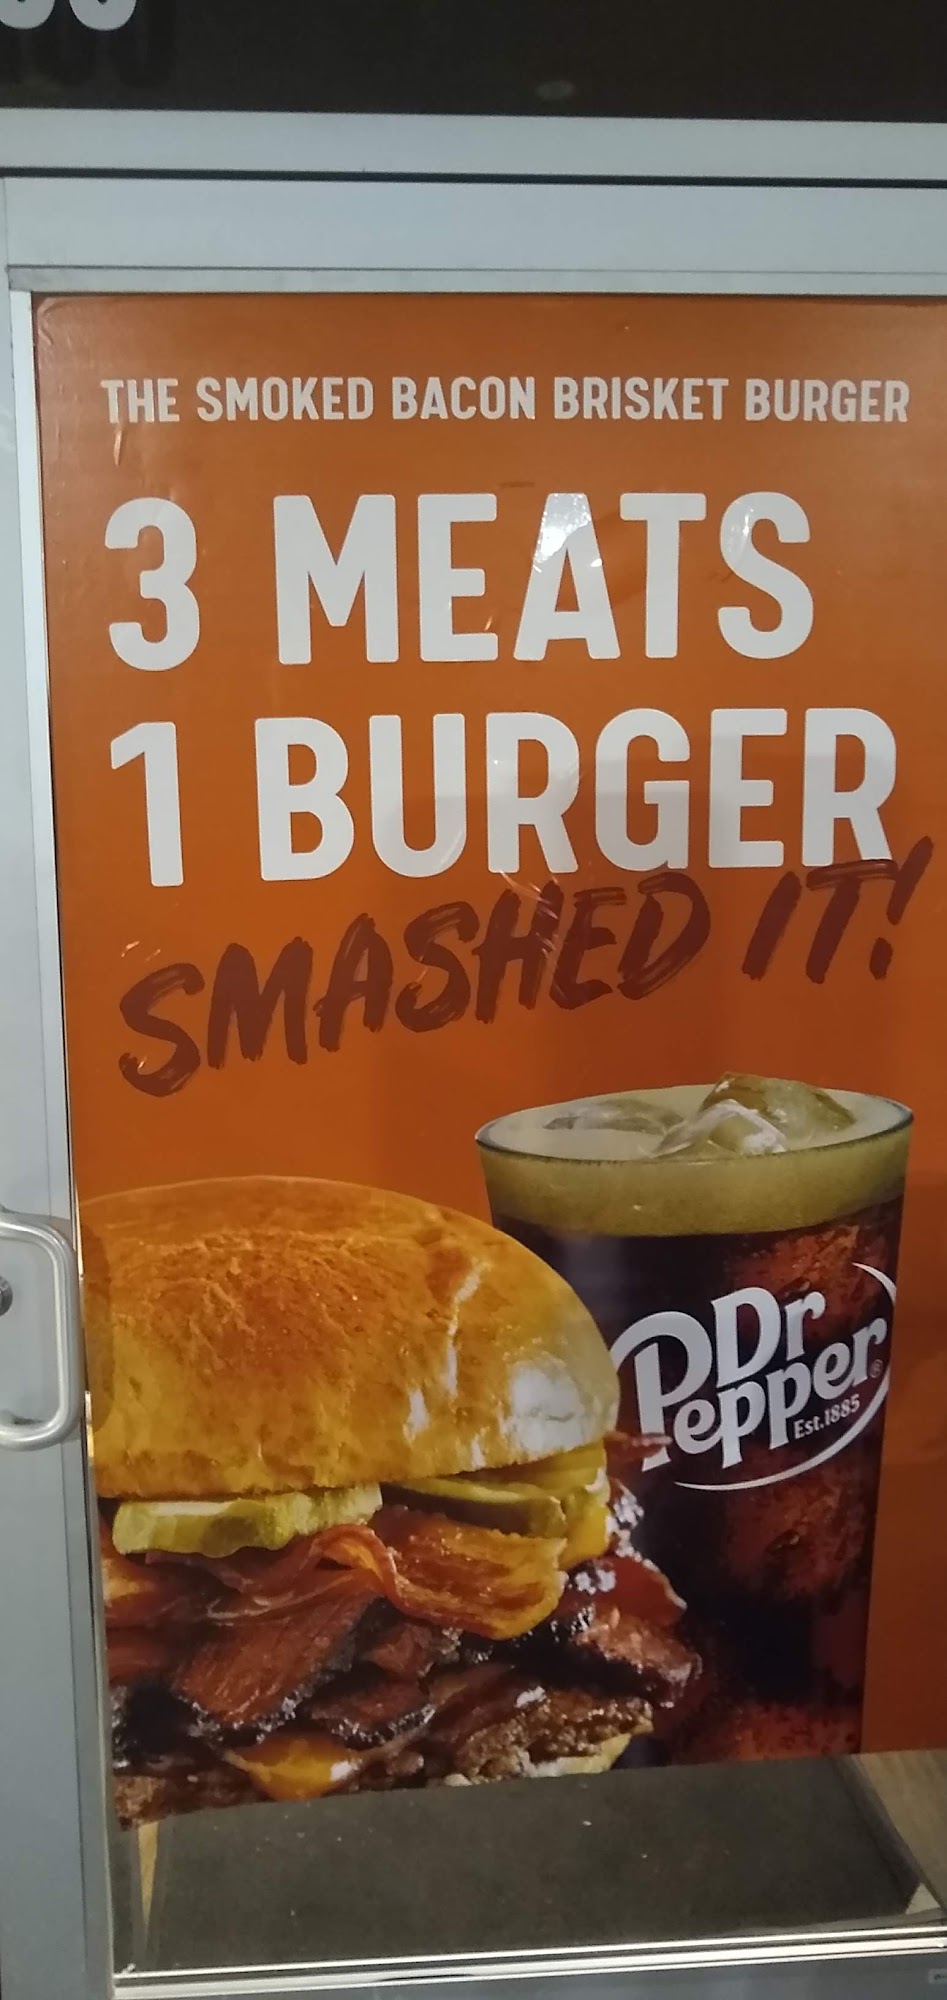 THE SMOKED BACON BRISKET BURGER
3 MEATS
1 BURGER
SMASHED IT!
Dr
Pepper®
Est.1885